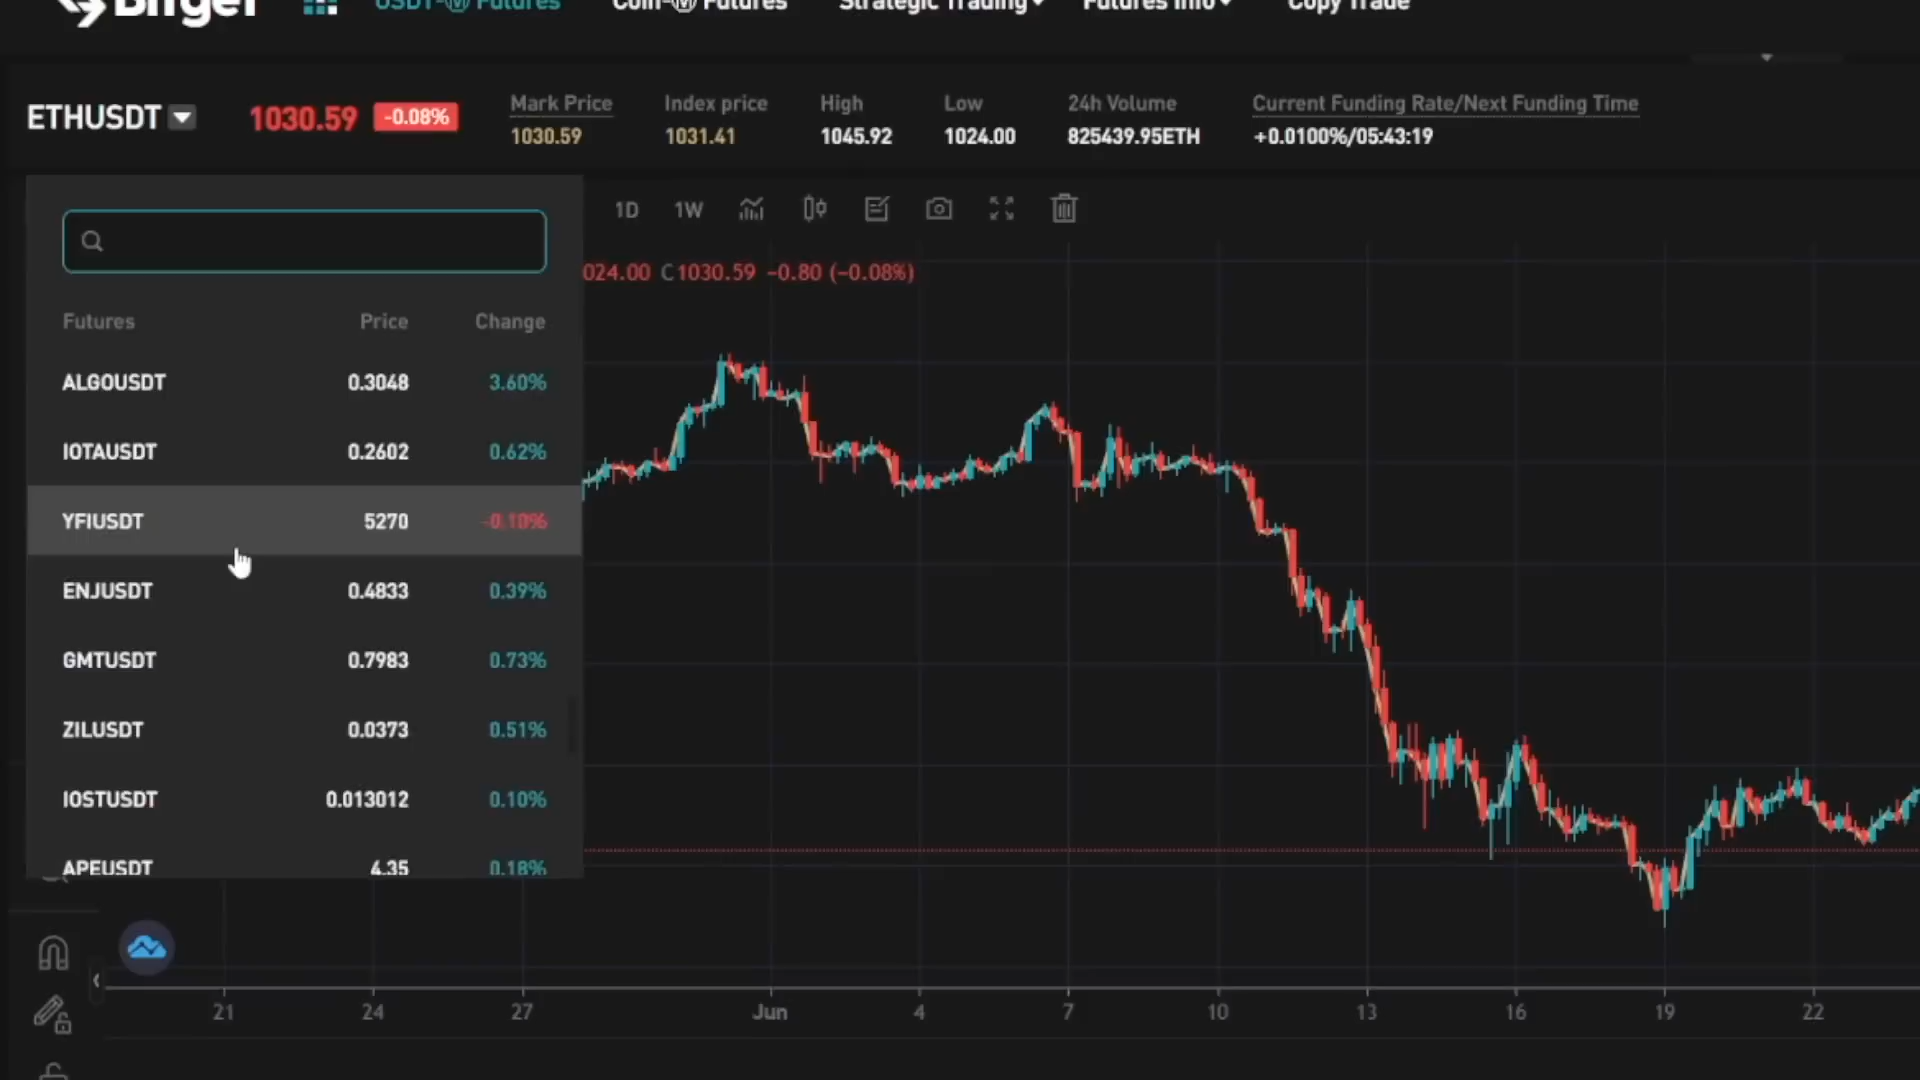 Bitget USDT-Ⓜ Futures Coin-Ⓜ Futures Strategic Trading Futures Info Copy Trade
ETHUSDT 1030.59 -0.08%
Mark Price Index price High Low 24h Volume Current Funding Rate/Next Funding Time
1030.59 1031.41 1045.92 1024.00 825439.95ETH +0.0100%/05:43:19
1D 1W
024.00 C1030.59 −0.80 (−0.08%)
Futures Price Change
ALGOUSDT 0.3048 3.60%
IOTAUSDT 0.2602 0.62%
YFIUSDT 5270 -0.10%
ENJUSDT 0.4833 0.39%
GMTUSDT 0.7983 0.73%
ZILUSDT 0.0373 0.51%
IOSTUSDT 0.013012 0.10%
APEUSDT 4.35 0.18%
21 24 27 Jun 4 7 10 13 16 19 22